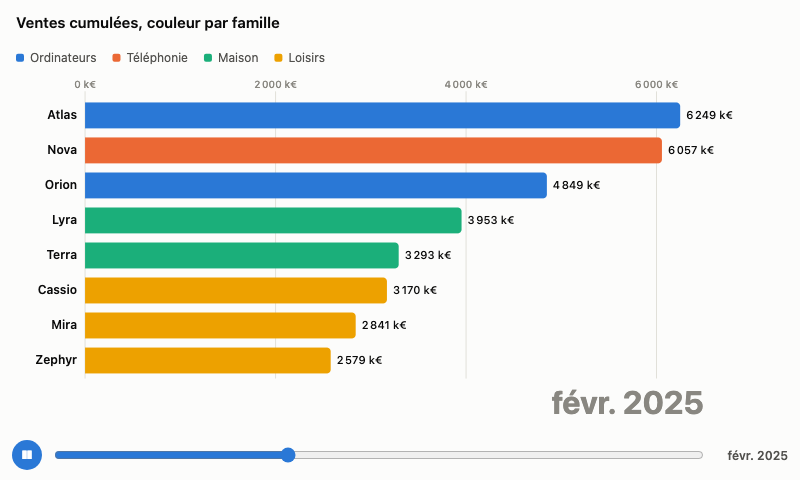 Ventes cumulées, couleur par famille
Ordinateurs Téléphonie Maison Loisirs
0 k€ 2 000 k€ 4 000 k€ 6 000 k€
Atlas 6 249 k€
Nova 6 057 k€
Orion 4 849 k€
Lyra 3 953 k€
Terra 3 293 k€
Cassio 3 170 k€
Mira 2 841 k€
Zephyr 2 579 k€
févr. 2025
févr. 2025